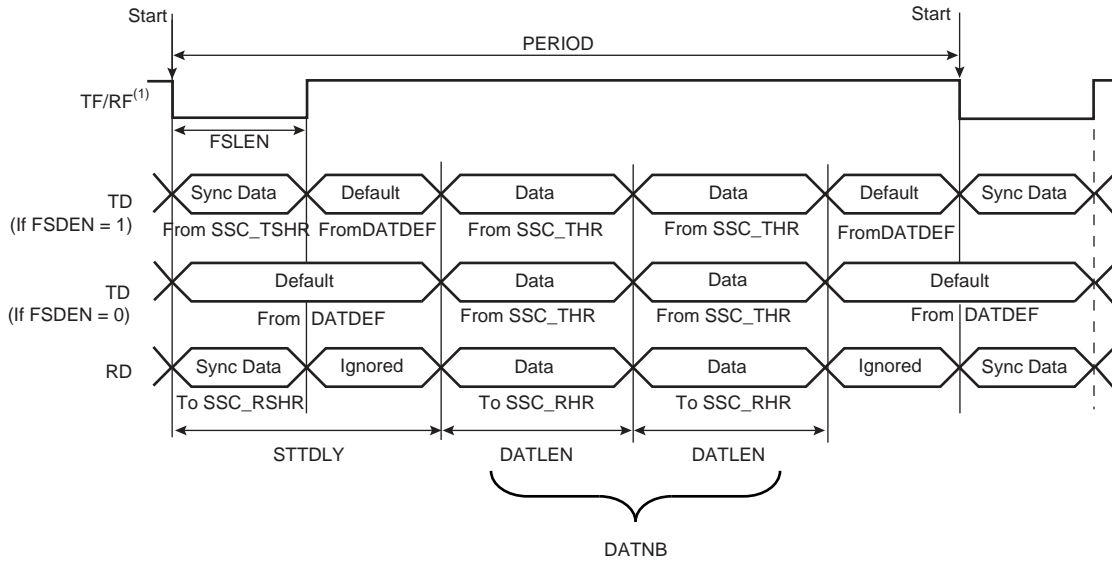 Start
Start
PERIOD
TF/RF(1)
FSLEN
TD
(If FSDEN = 1)
Sync Data
Default
Data
Data
Default
Sync Data
From SSC_TSHR
FromDATDEF
From SSC_THR
From SSC_THR
FromDATDEF
TD
(If FSDEN = 0)
Default
Data
Data
Default
From DATDEF
From SSC_THR
From SSC_THR
From DATDEF
RD
Sync Data
Ignored
Data
Data
Ignored
Sync Data
To SSC_RSHR
To SSC_RHR
To SSC_RHR
STTDLY
DATLEN
DATLEN
DATNB